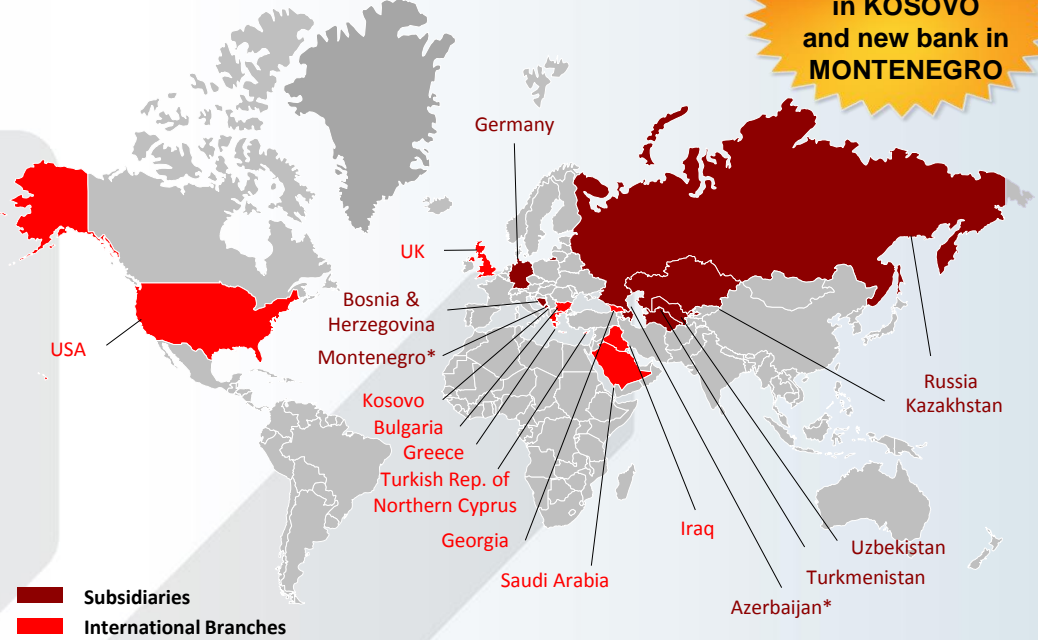 in KOSOVO
and new bank in
MONTENEGRO
Germany
UK
Bosnia &
Herzegovina
Montenegro*
USA
Kosovo
Bulgaria
Greece
Turkish Rep. of
Northern Cyprus
Georgia
Saudi Arabia
Iraq
Russia
Kazakhstan
Uzbekistan
Turkmenistan
Azerbaijan*
Subsidiaries
International Branches